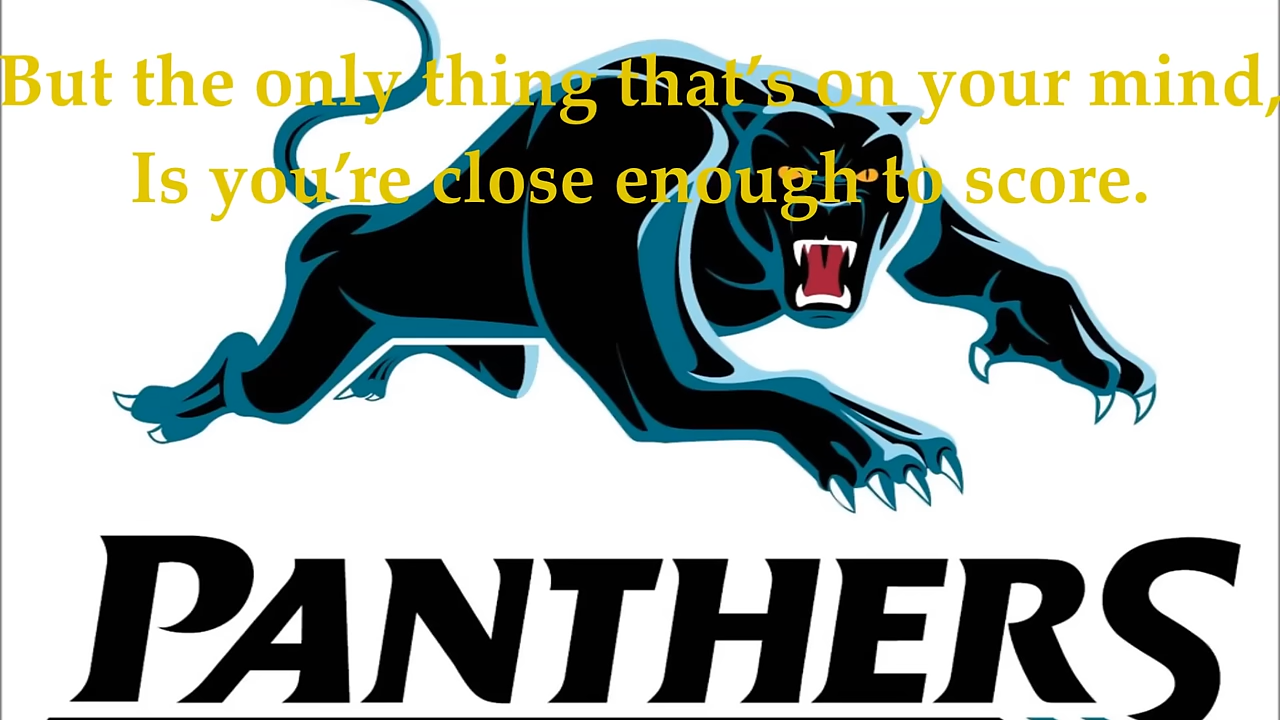 But the only thing that's on your mind,
Is you're close enough to score.
PANTHERS